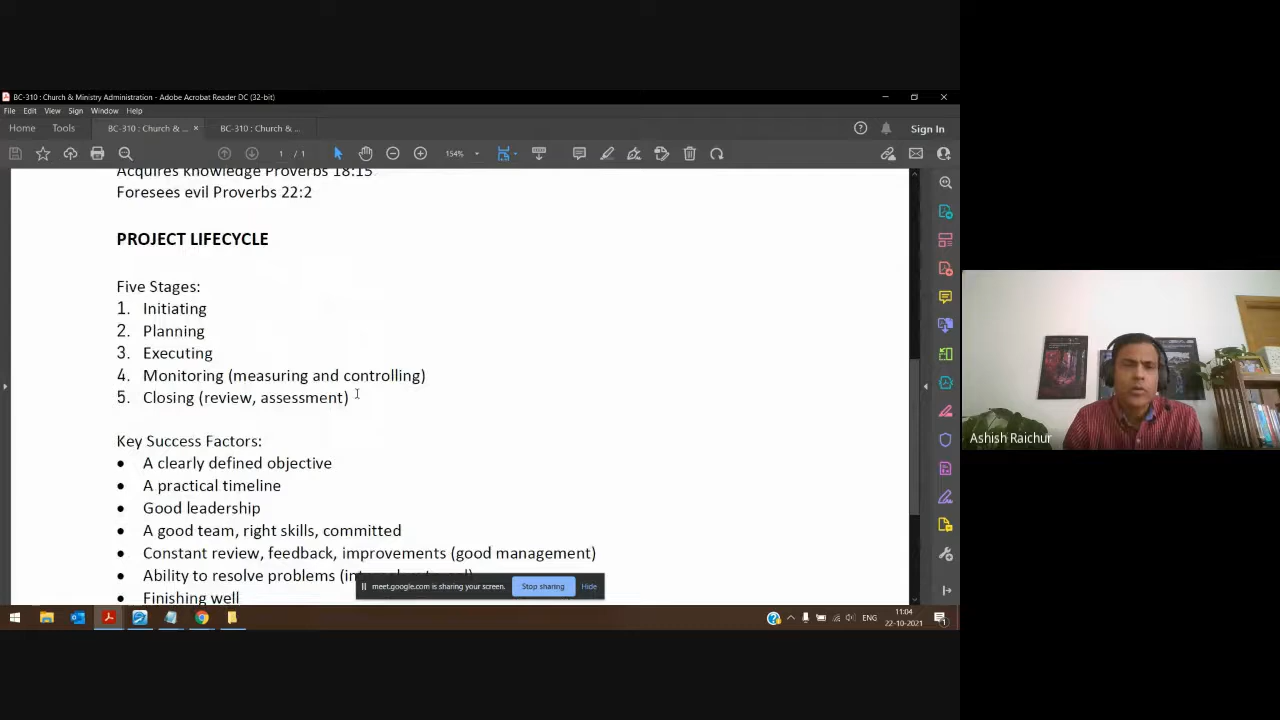 BC-310 : Church & Ministry Administration - Adobe Acrobat Reader DC (32-bit)
File Edit View Sign Window Help
Home Tools BC-310 : Church & ... × BC-310 : Church & ... Sign In
1 / 1 154%
Acquires knowledge Proverbs 18:15
Foresees evil Proverbs 22:2
PROJECT LIFECYCLE
Five Stages:
1. Initiating
2. Planning
3. Executing
4. Monitoring (measuring and controlling)
5. Closing (review, assessment)
Key Success Factors:
• A clearly defined objective
• A practical timeline
• Good leadership
• A good team, right skills, committed
• Constant review, feedback, improvements (good management)
• Ability to resolve problems
• Finishing well
meet.google.com is sharing your screen. Stop sharing Hide
ENG 11:04
22-10-2021
Ashish Raichur